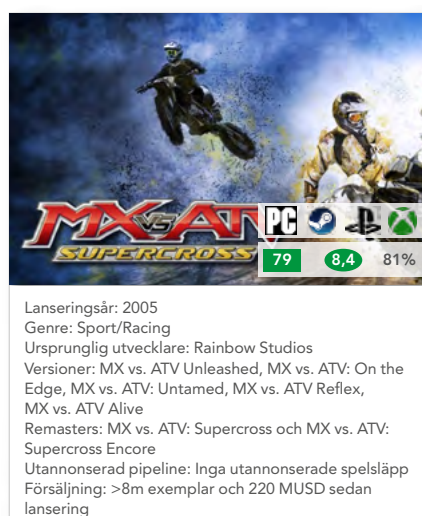 MX vs AT
SUPERCROSS
PC
79 8,4 81%
Lanseringsår: 2005
Genre: Sport/Racing
Ursprunglig utvecklare: Rainbow Studios
Versioner: MX vs. ATV Unleashed, MX vs. ATV: On the
Edge, MX vs. ATV: Untamed, MX vs. ATV Reflex,
MX vs. ATV Alive
Remasters: MX vs. ATV: Supercross och MX vs. ATV:
Supercross Encore
Utannonserad pipeline: Inga utannonserade spelsläpp
Försäljning: >8m exemplar och 220 MUSD sedan
lansering